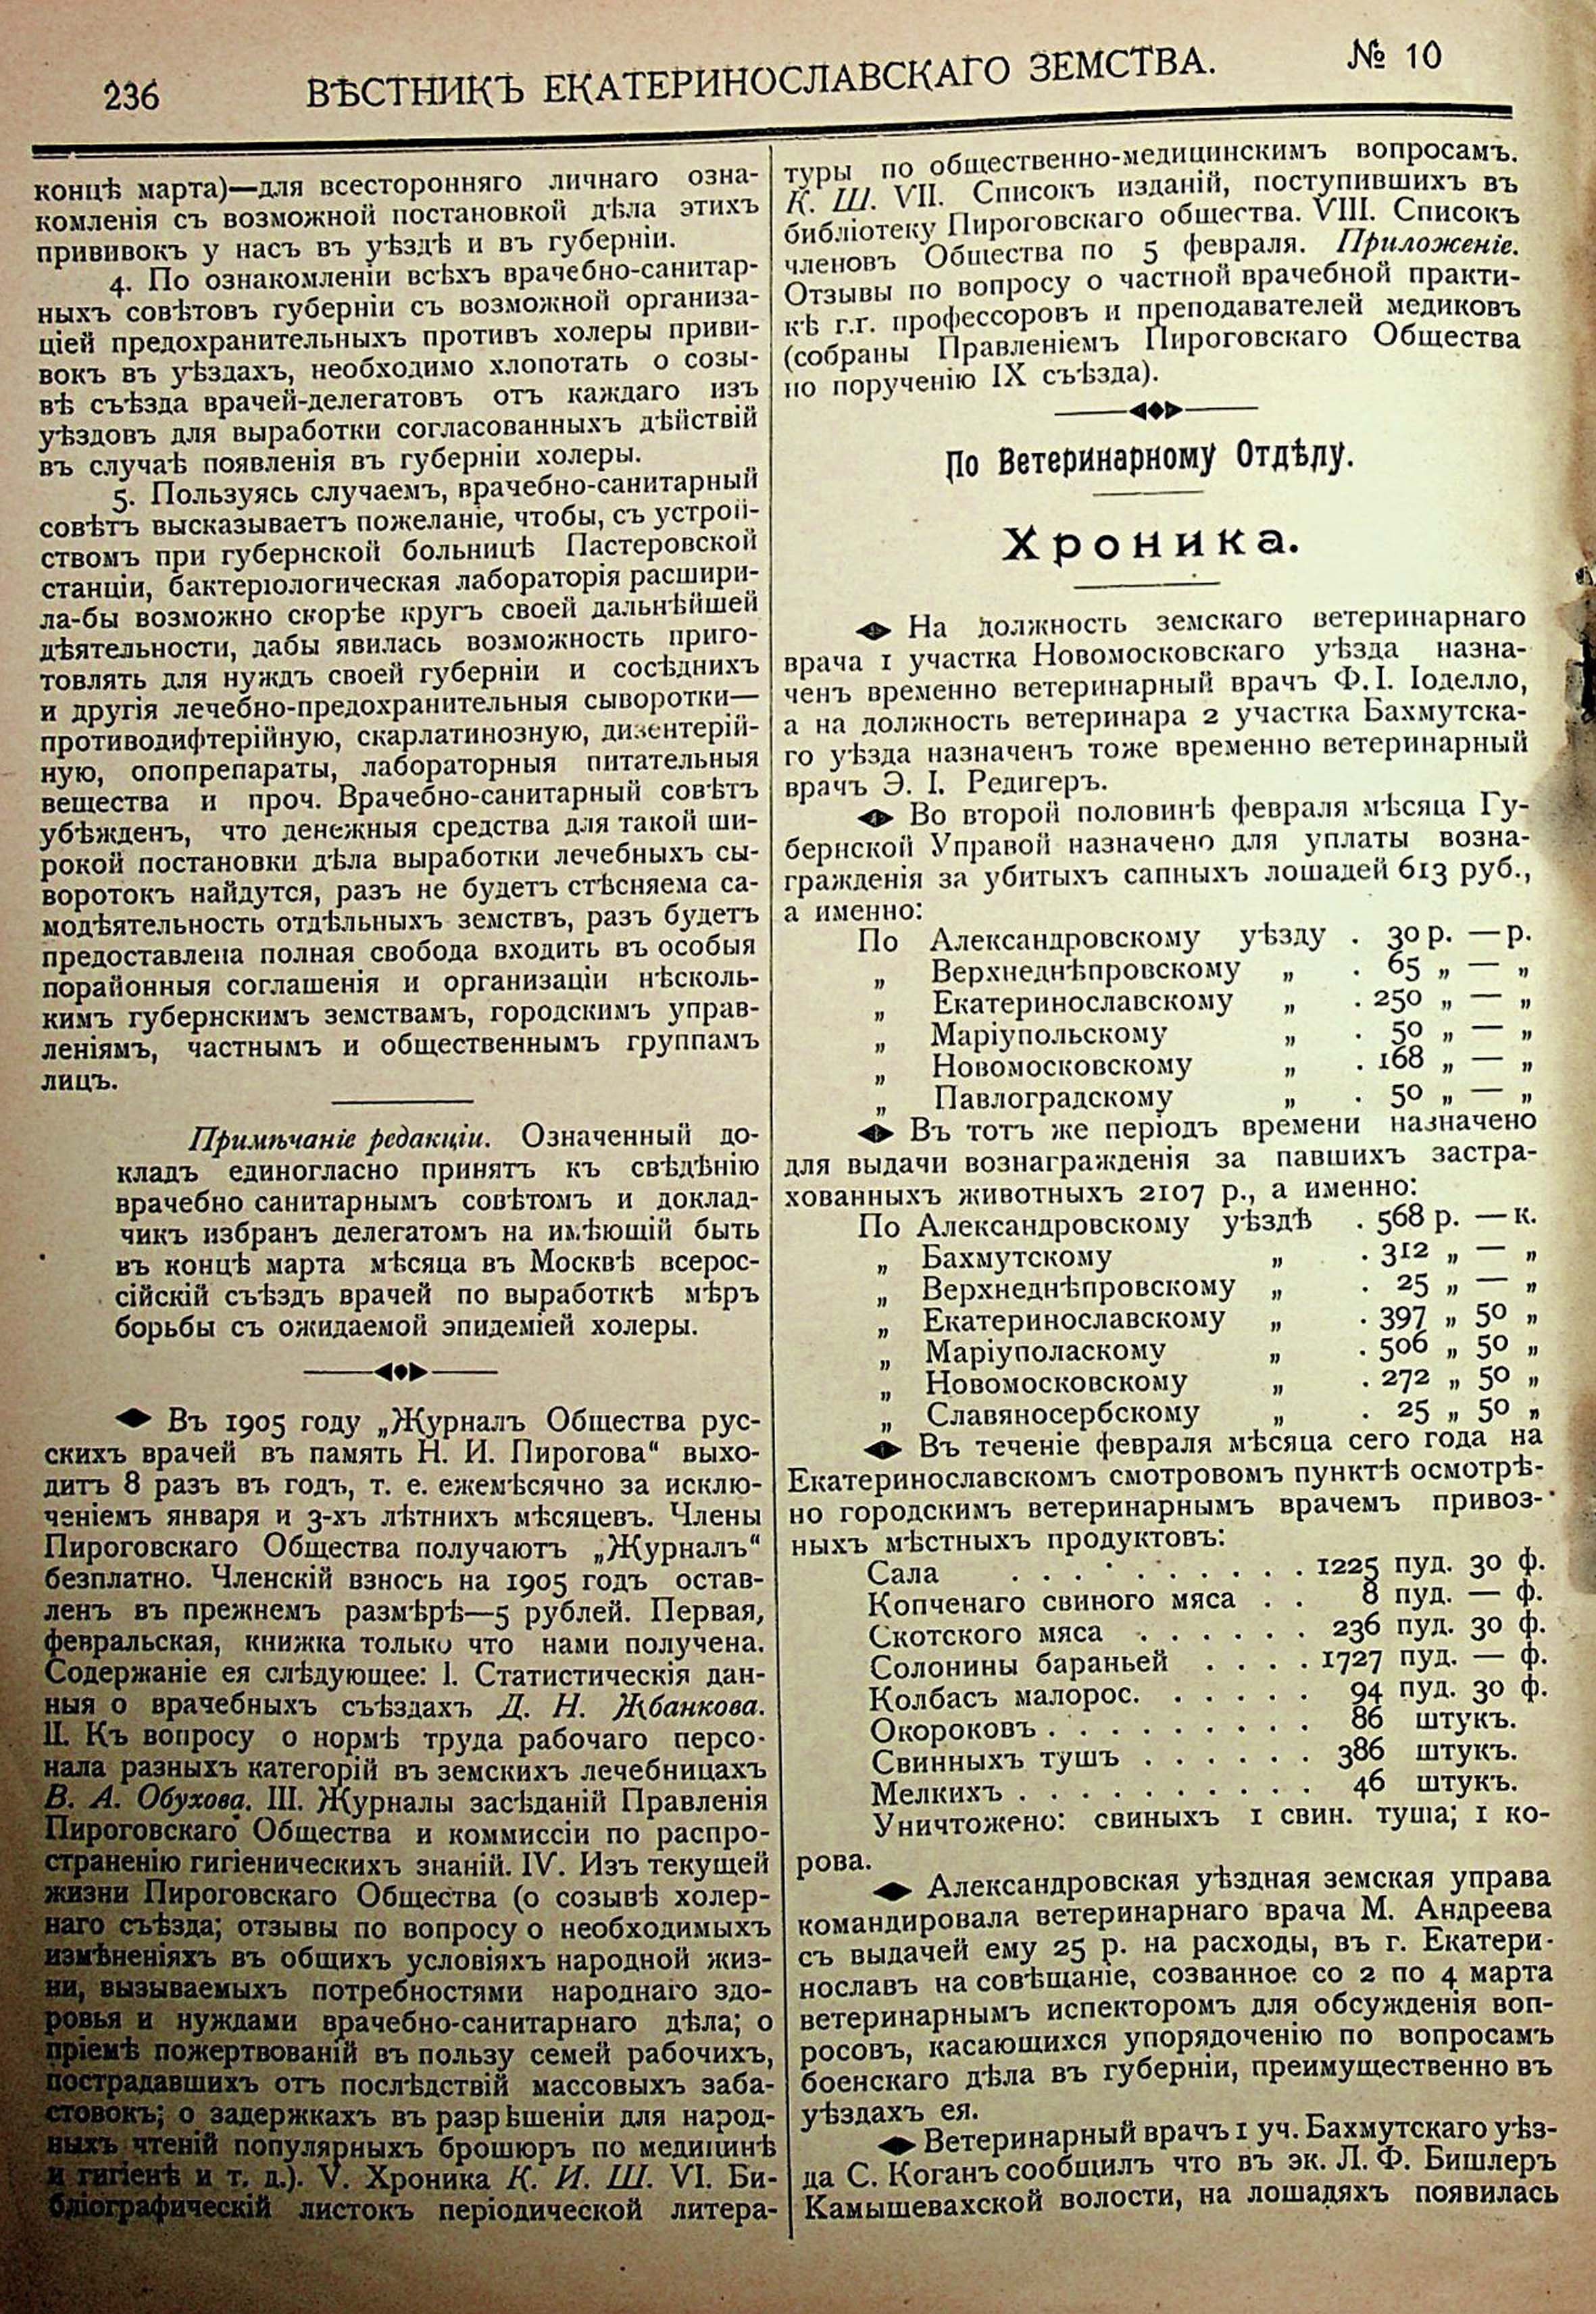 236
ВѢСТНИКЪ ЕКАТЕРИНОСЛАВСКАГО ЗЕМСТВА.
№ 10
концѣ марта)—для всесторонняго личнаго озна-
комленія съ возможной постановкой дѣла этихъ
прививокъ у насъ въ уѣздѣ и въ губерніи.
4. По ознакомленіи всѣхъ врачебно-санитар-
ныхъ совѣтовъ губерніи съ возможной организа-
ціей предохранительныхъ противъ холеры приви-
вокъ въ уѣздахъ, необходимо хлопотать о созы-
вѣ съѣзда врачей-делегатовъ отъ каждаго изъ
уѣздовъ для выработки согласованныхъ дѣйствій
въ случаѣ появленія въ губерніи холеры.
5. Пользуясь случаемъ, врачебно-санитарный
совѣтъ высказываетъ пожеланіе, чтобы, съ устрой-
ствомъ при губернской больницѣ Пастеровской
станціи, бактеріологическая лабораторія расшири-
ла-бы возможно скорѣе кругъ своей дальнѣйшей
дѣятельности, дабы явилась возможность приго-
товлять для нуждъ своей губерніи и сосѣднихъ
и другія лечебно-предохранительныя сыворотки—
противодифтерійную, скарлатинозную, дизентерій-
ную, опопрепараты, лабораторныя питательныя
вещества и проч. Врачебно-санитарный совѣтъ
убѣжденъ, что денежныя средства для такой ши-
рокой постановки дѣла выработки лечебныхъ сы-
воротокъ найдутся, разъ не будетъ стѣсняема са-
модѣятельность отдѣльныхъ земствъ, разъ будетъ
предоставлена полная свобода входить въ особыя
порайонныя соглашенія и организаціи нѣсколь-
кимъ губернскимъ земствамъ, городскимъ управ-
леніямъ, частнымъ и общественнымъ группамъ
лицъ.
Примѣчаніе редакціи. Означенный до-
кладъ единогласно принятъ къ свѣдѣнію
врачебно санитарнымъ совѣтомъ и доклад-
чикъ избранъ делегатомъ на имѣющій быть
въ концѣ марта мѣсяца въ Москвѣ всерос-
сійскій съѣздъ врачей по выработкѣ мѣръ
борьбы съ ожидаемой эпидеміей холеры.
Въ 1905 году „Журналъ Общества рус-
скихъ врачей въ память Н. И. Пирогова“ выхо-
дитъ 8 разъ въ годъ, т. е. ежемѣсячно за исклю-
ченіемъ января и 3-хъ лѣтнихъ мѣсяцевъ. Члены
Пироговскаго Общества получаютъ „Журналъ“
безплатно. Членскій взносъ на 1905 годъ остав-
ленъ въ прежнемъ размѣрѣ—5 рублей. Первая,
февральская, книжка только что нами получена.
Содержаніе ея слѣдующее: I. Статистическія дан-
ныя о врачебныхъ съѣздахъ Д. Н. Жбанкова.
II. Къ вопросу о нормѣ труда рабочаго персо-
нала разныхъ категорій въ земскихъ лечебницахъ
В. А. Обухова. III. Журналы засѣданій Правленія
Пироговскаго Общества и коммиссіи по распро-
страненію гигіеническихъ знаній. IV. Изъ текущей
жизни Пироговскаго Общества (о созывѣ холер-
наго съѣзда; отзывы по вопросу о необходимыхъ
измѣненіяхъ въ общихъ условіяхъ народной жиз-
ни, вызываемыхъ потребностями народнаго здо-
ровья и нуждами врачебно-санитарнаго дѣла; о
пріемѣ пожертвованій въ пользу семей рабочихъ,
пострадавшихъ отъ послѣдствій массовыхъ заба-
стовокъ; о задержкахъ въ разрѣшеніи для народ-
ныхъ чтеній популярныхъ брошюръ по медицинѣ
и гигіенѣ и т. д.). V. Хроника К. И. Ш. VI. Би-
бліографическій листокъ періодической литера-
туры по общественно-медицинскимъ вопросамъ.
К. Ш. VII. Списокъ изданій, поступившихъ въ
библіотеку Пироговскаго общества. VIII. Списокъ
членовъ Общества по 5 февраля. Приложеніе.
Отзывы по вопросу о частной врачебной практи-
кѣ г.г. профессоровъ и преподавателей медиковъ
(собраны Правленіемъ Пироговскаго Общества
по порученію IX съѣзда).
По Ветеринарному Отдѣлу.
Хроника.
На должность земскаго ветеринарнаго
врача 1 участка Новомосковскаго уѣзда назна-
ченъ временно ветеринарный врачъ Ф. І. Іоделло,
а на должность ветеринара 2 участка Бахмутска-
го уѣзда назначенъ тоже временно ветеринарный
врачъ Э. І. Редигеръ.
Во второй половинѣ февраля мѣсяца Гу-
бернской Управой назначено для уплаты возна-
гражденія за убитыхъ сапныхъ лошадей 613 руб.,
а именно:
По Александровскому уѣзду . 30 р. — р.
„ Верхнеднѣпровскому „ . 65 „ — „
„ Екатеринославскому „ . 250 „ — „
„ Маріупольскому „ . 50 „ — „
„ Новомосковскому „ . 168 „ — „
„ Павлоградскому „ . 50 „ — „
Въ тотъ же періодъ времени назначено
для выдачи вознагражденія за павшихъ застра-
хованныхъ животныхъ 2107 р., а именно:
По Александровскому уѣздѣ . 568 р. — к.
„ Бахмутскому „ . 312 „ — „
„ Верхнеднѣпровскому „ . 25 „ — „
„ Екатеринославскому „ . 397 „ 50 „
„ Маріуполаскому „ . 506 „ 50 „
„ Новомосковскому „ . 272 „ 50 „
„ Славяносербскому „ . 25 „ 50 „
Въ теченіе февраля мѣсяца сего года на
Екатеринославскомъ смотровомъ пунктѣ осмотрѣ-
но городскимъ ветеринарнымъ врачемъ привоз-
ныхъ мѣстныхъ продуктовъ:
Сала . . . . . . . . . . 1225 пуд. 30 ф.
Копченаго свиного мяса . . 8 пуд. — ф.
Скотского мяса . . . . . . 236 пуд. 30 ф.
Солонины бараньей . . . . 1727 пуд. — ф.
Колбасъ малорос. . . . . . 94 пуд. 30 ф.
Окороковъ . . . . . . . . . 86 штукъ.
Свинныхъ тушъ . . . . . . 386 штукъ.
Мелкихъ . . . . . . . . . . 46 штукъ.
Уничтожено: свиныхъ 1 свин. туша; 1 ко-
рова.
Александровская уѣздная земская управа
командировала ветеринарнаго врача М. Андреева
съ выдачей ему 25 р. на расходы, въ г. Екатери-
нославъ на совѣщаніе, созванное со 2 по 4 марта
ветеринарнымъ испекторомъ для обсужденія воп-
росовъ, касающихся упорядоченію по вопросамъ
боенскаго дѣла въ губерніи, преимущественно въ
уѣздахъ ея.
Ветеринарный врачъ 1 уч. Бахмутскаго уѣз-
да С. Коганъ сообщилъ что въ эк. Л. Ф. Бишлеръ
Камышевахской волости, на лошадяхъ появилась